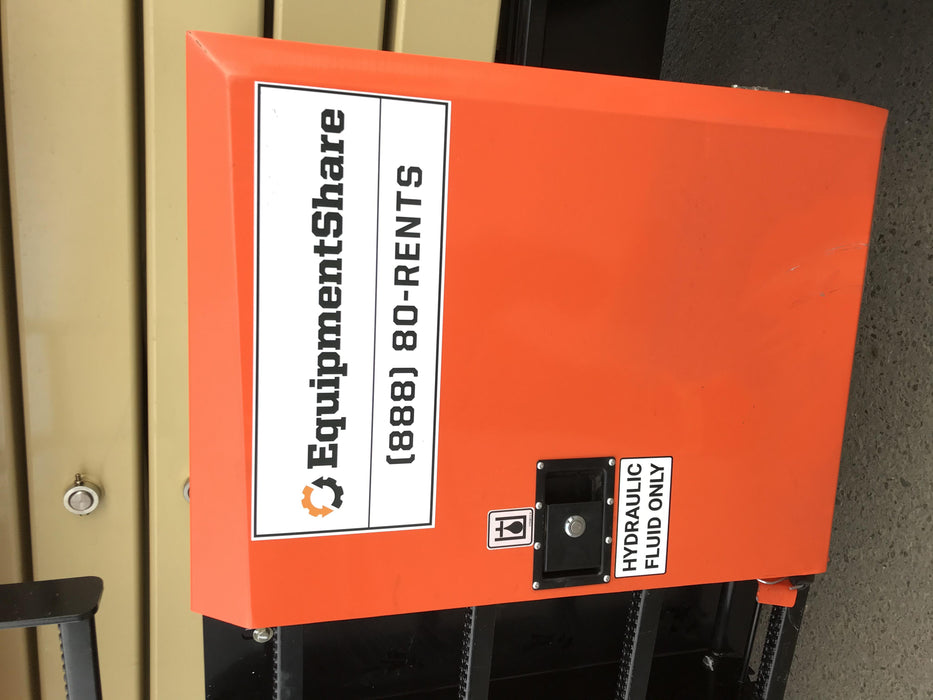 EquipmentShare
(888) 80-RENTS
HYDRAULIC
FLUID ONLY